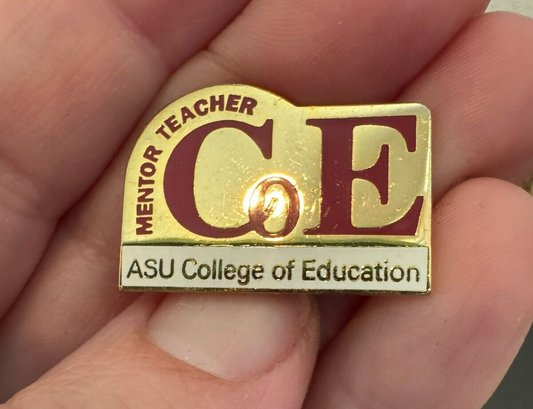 MENTOR TEACHER
CoE
ASU College of Education